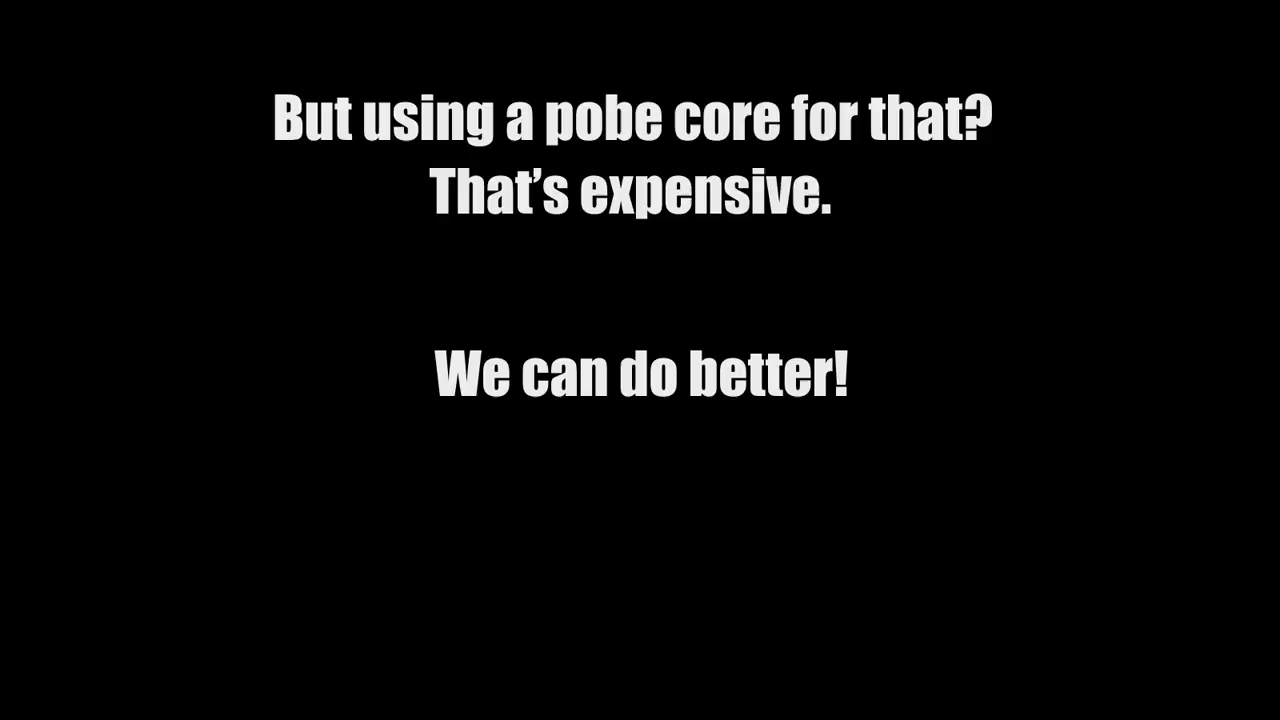 But using a pobe core for that?
That’s expensive.
We can do better!